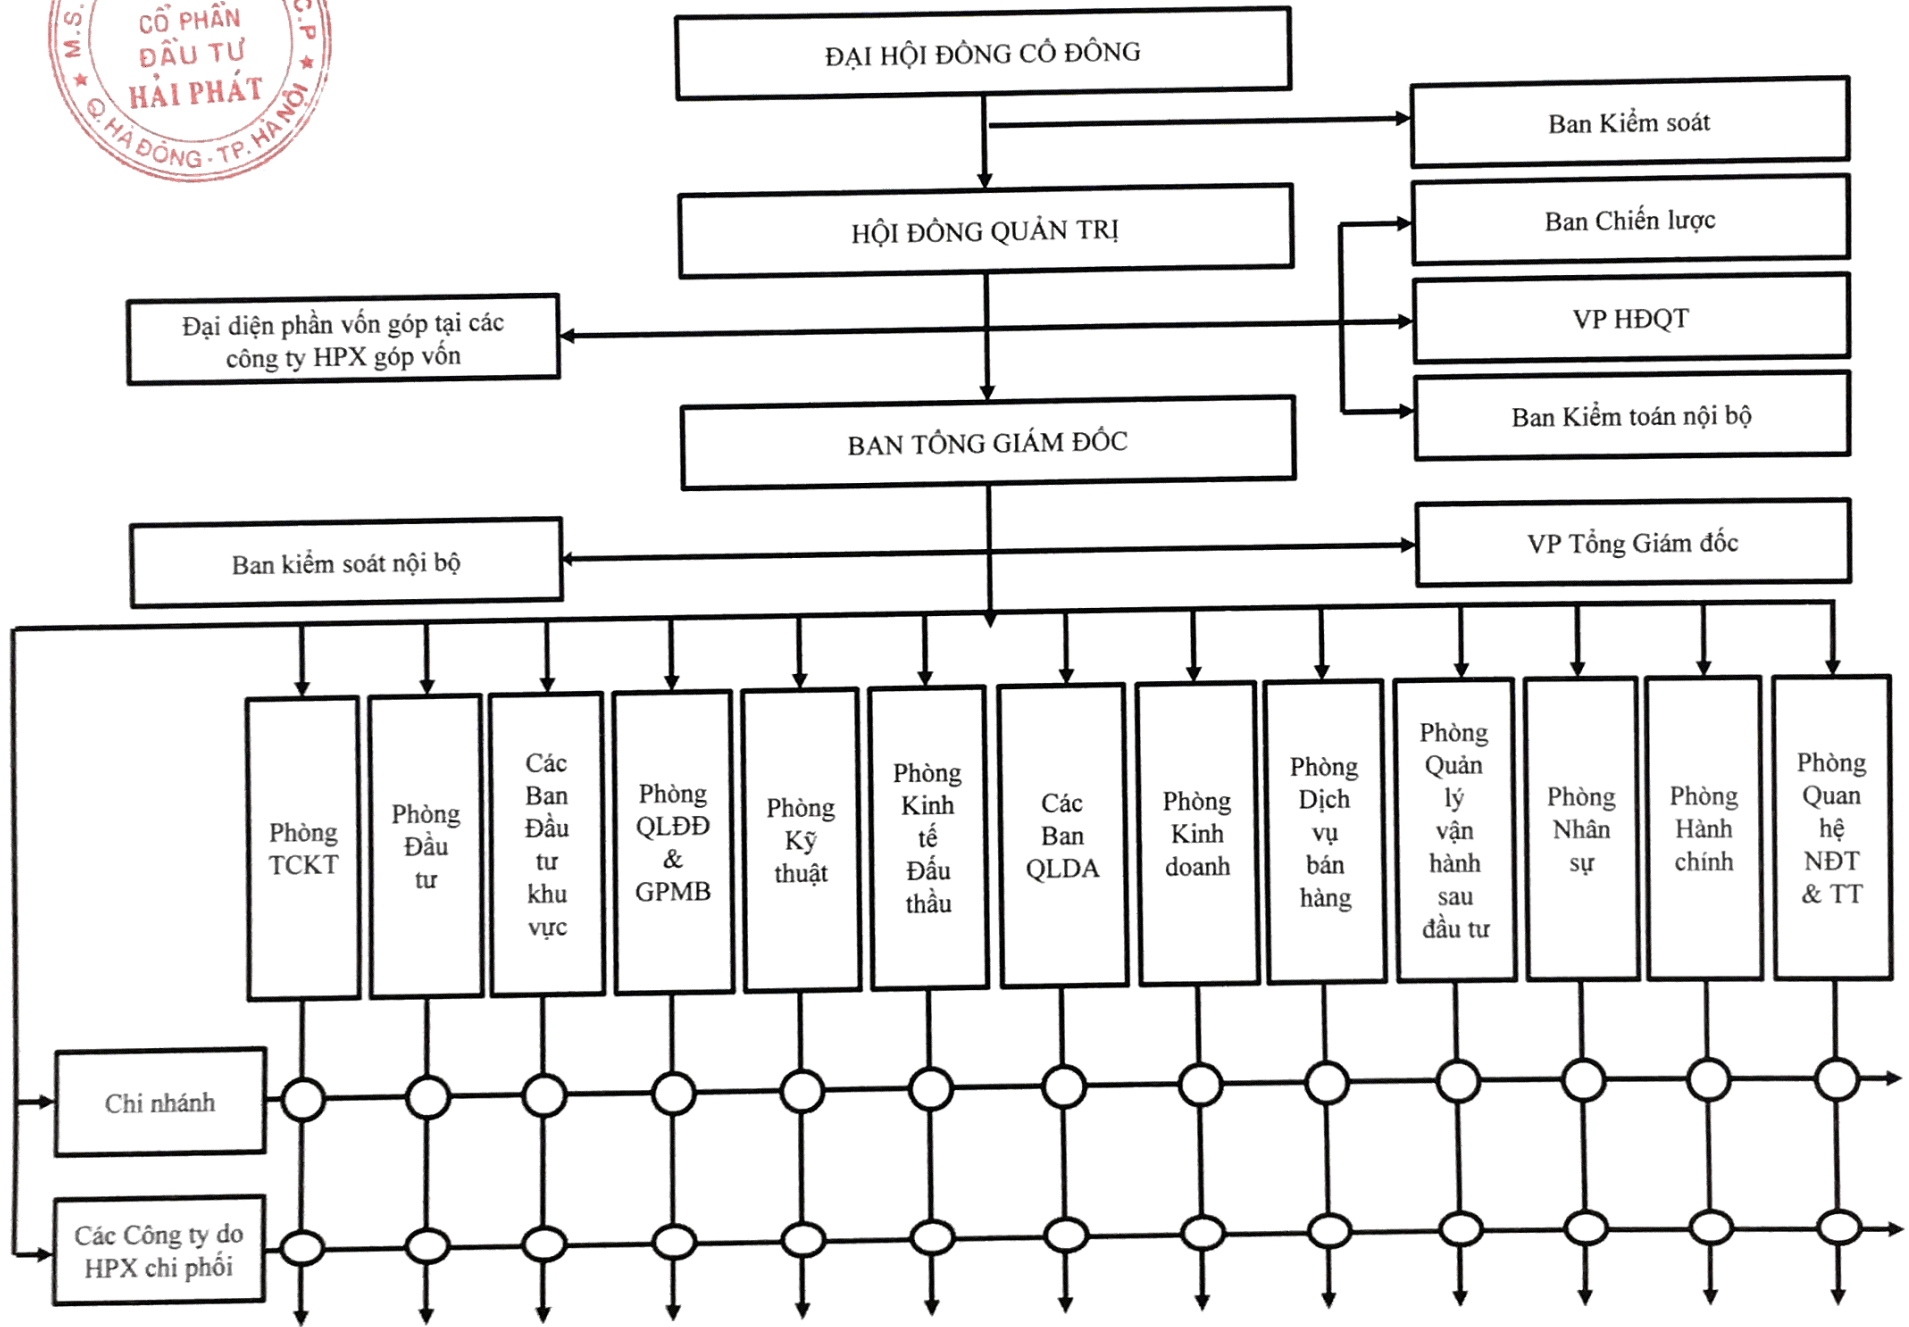 M.S.
C.P
CỔ PHẦN
ĐẦU TƯ
HẢI PHÁT
Q. HÀ ĐÔNG - TP. HÀ NỘI
ĐẠI HỘI ĐỒNG CỔ ĐÔNG
Ban Kiểm soát
HỘI ĐỒNG QUẢN TRỊ
Ban Chiến lược
Đại diện phần vốn góp tại các
công ty HPX góp vốn
VP HĐQT
Ban Kiểm toán nội bộ
BAN TỔNG GIÁM ĐỐC
Ban kiểm soát nội bộ
VP Tổng Giám đốc
Phòng
TCKT
Phòng
Đầu
tư
Các
Ban
Đầu
tư
khu
vực
Phòng
QLĐĐ
&
GPMB
Phòng
Kỹ
thuật
Phòng
Kinh
tế
Đấu
thầu
Các
Ban
QLDA
Phòng
Kinh
doanh
Phòng
Dịch
vụ
bán
hàng
Phòng
Quản
lý
vận
hành
sau
đầu tư
Phòng
Nhân
sự
Phòng
Hành
chính
Phòng
Quan
hệ
NĐT
& TT
Chi nhánh
Các Công ty do
HPX chi phối